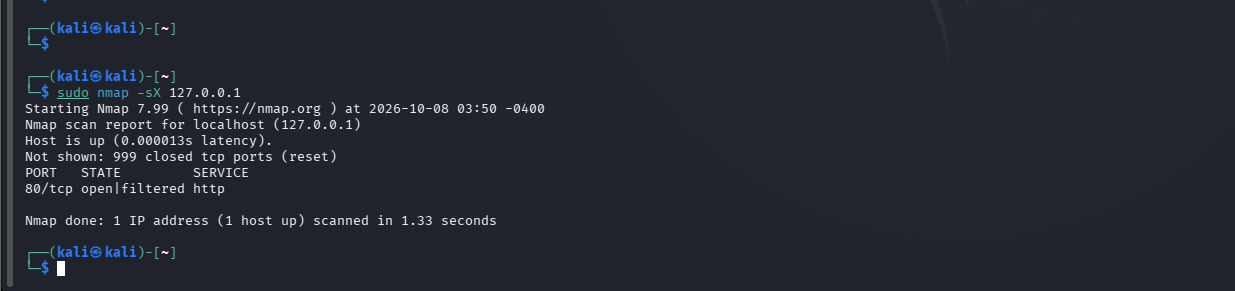 ┌──(kali㉿kali)-[~]
└─$
┌──(kali㉿kali)-[~]
└─$ sudo nmap -sX 127.0.0.1
Starting Nmap 7.99 ( https://nmap.org ) at 2026-10-08 03:50 -0400
Nmap scan report for localhost (127.0.0.1)
Host is up (0.000013s latency).
Not shown: 999 closed tcp ports (reset)
PORT   STATE         SERVICE
80/tcp open|filtered http
Nmap done: 1 IP address (1 host up) scanned in 1.33 seconds
┌──(kali㉿kali)-[~]
└─$